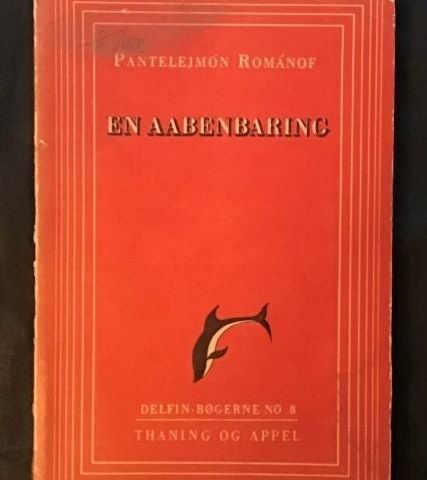 PANTELEJMÓN ROMÁNOF
EN AABENBARING
DELFIN-BØGERNE NO 8
THANING OG APPEL